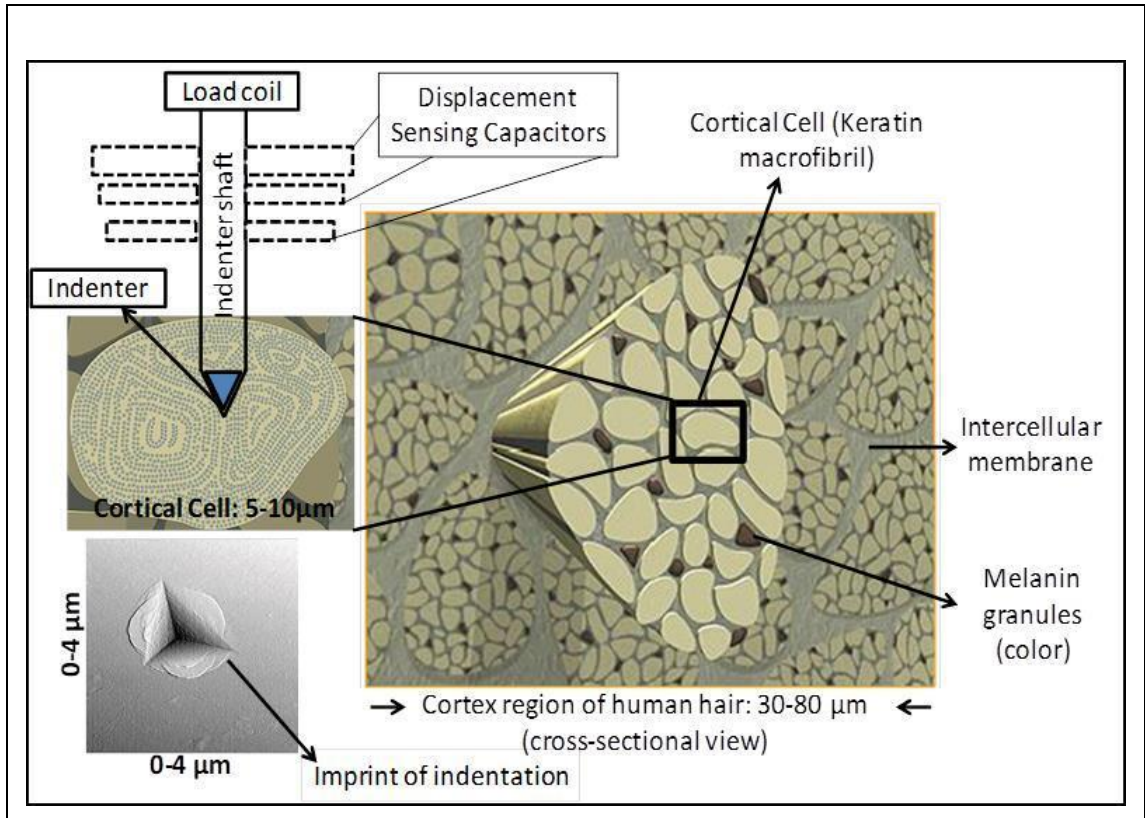 Load coil
Displacement
Sensing Capacitors
Indenter shaft
Indenter
Cortical Cell: 5-10μm
0-4 μm
0-4 μm
Imprint of indentation
Cortical Cell (Keratin
macrofibril)
Intercellular
membrane
Melanin
granules
(color)
Cortex region of human hair: 30-80 μm
(cross-sectional view)